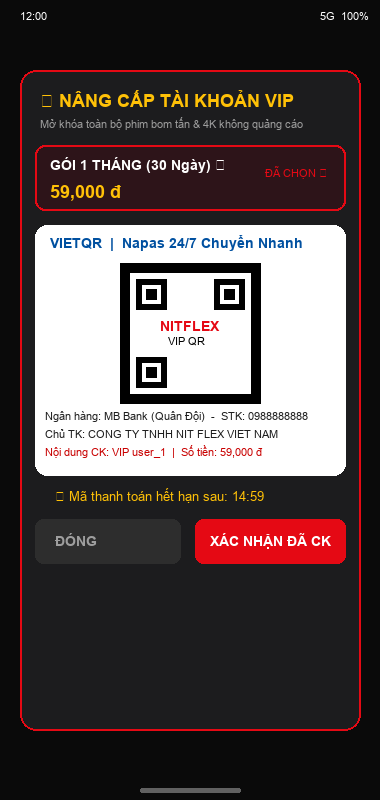 12:00
5G 100%
NÂNG CẤP TÀI KHOẢN VIP
Mở khóa toàn bộ phim bom tấn & 4K không quảng cáo
GÓI 1 THÁNG (30 Ngày)
ĐÃ CHỌN
59,000 đ
VIETQR | Napas 24/7 Chuyển Nhanh
NITFLEX
VIP QR
Ngân hàng: MB Bank (Quân Đội) - STK: 0988888888
Chủ TK: CONG TY TNHH NIT FLEX VIET NAM
Nội dung CK: VIP user_1 | Số tiền: 59,000 đ
Mã thanh toán hết hạn sau: 14:59
ĐÓNG
XÁC NHẬN ĐÃ CK